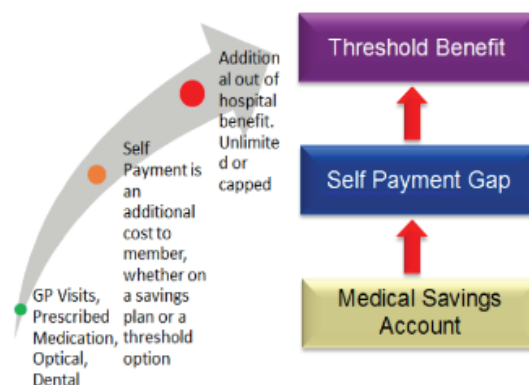 Addition
al out of
hospital
benefit.
Unlimite
d or
capped
Self
Payment is
an
additional
cost to
member,
whether on
a savings
plan or a
threshold
option
GP Visits,
Prescribed
Medication,
Optical,
Dental
Threshold Benefit
Self Payment Gap
Medical Savings
Account